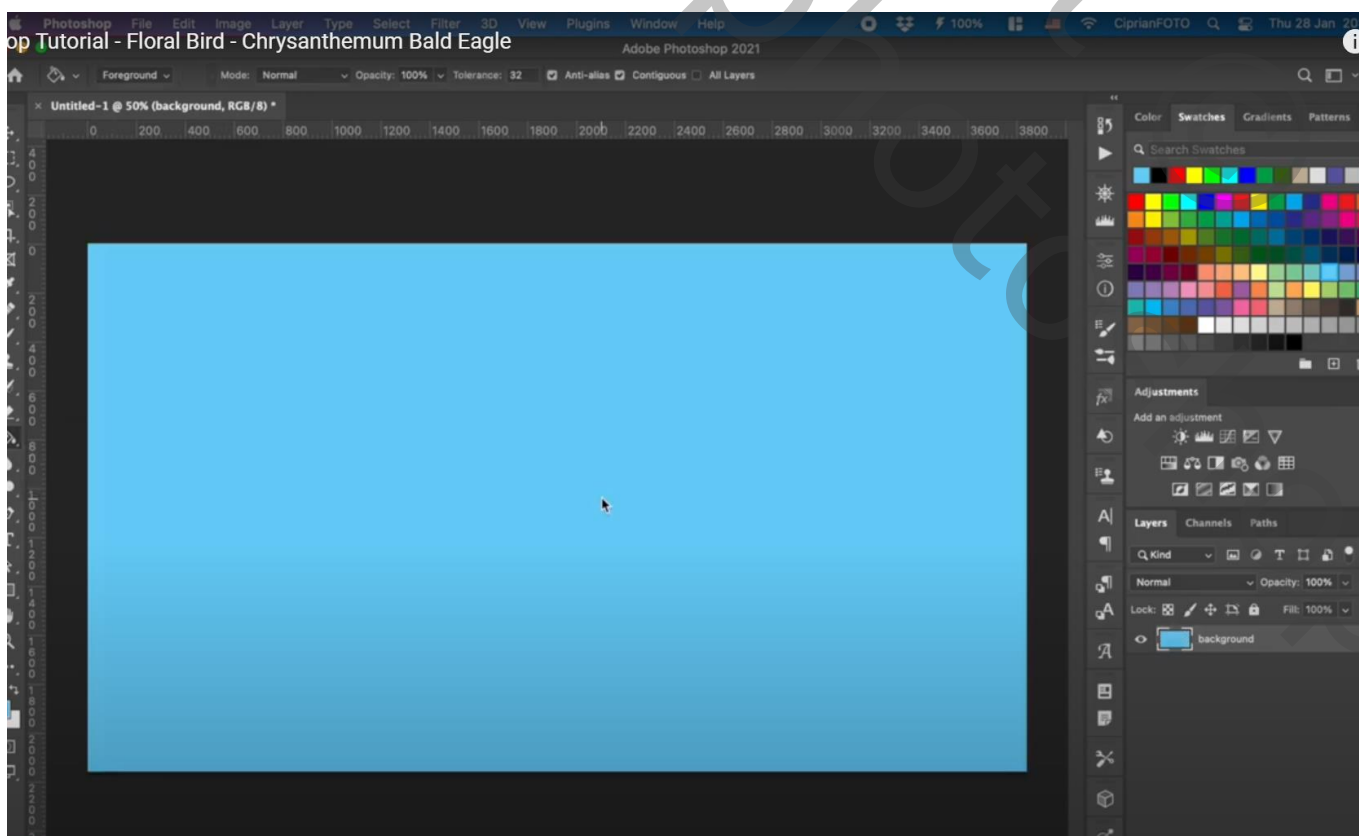 Photoshop File Edit Image Layer Type Select Filter 3D View Plugins Window Help 100% CiprianFOTO Thu 28 Jan 20
op Tutorial - Floral Bird - Chrysanthemum Bald Eagle
Adobe Photoshop 2021
Foreground Mode: Normal Opacity: 100% Tolerance: 32 Anti-alias Contiguous All Layers
Untitled-1 @ 50% (background, RGB/8) *
0 200 400 600 800 1000 1200 1400 1600 1800 2000 2200 2400 2600 2800 3000 3200 3400 3600 3800
Color Swatches Gradients Patterns
Search Swatches
Adjustments
Add an adjustment
Layers Channels Paths
Kind
Normal Opacity: 100%
Lock: Fill: 100%
background